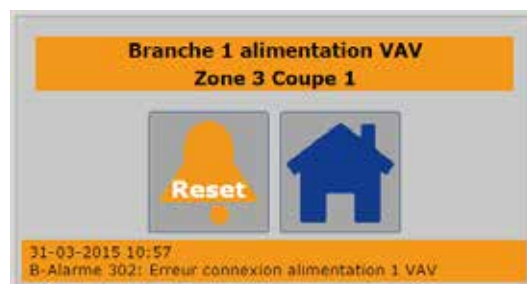 Branche 1 alimentation VAV
Zone 3 Coupe 1
Reset
31-03-2015 10:57
B-Alarme 302: Erreur connexion alimentation 1 VAV